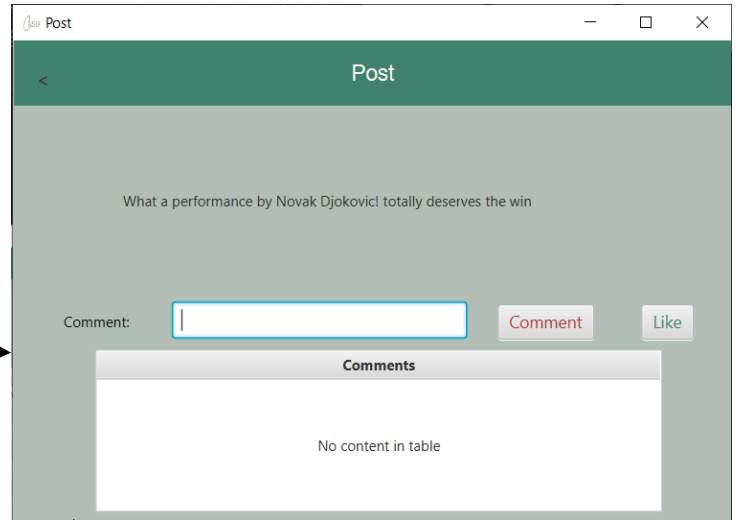 Post
<
Post
What a performance by Novak Djokovic! totally deserves the win
Comment:
Comment
Like
Comments
No content in table